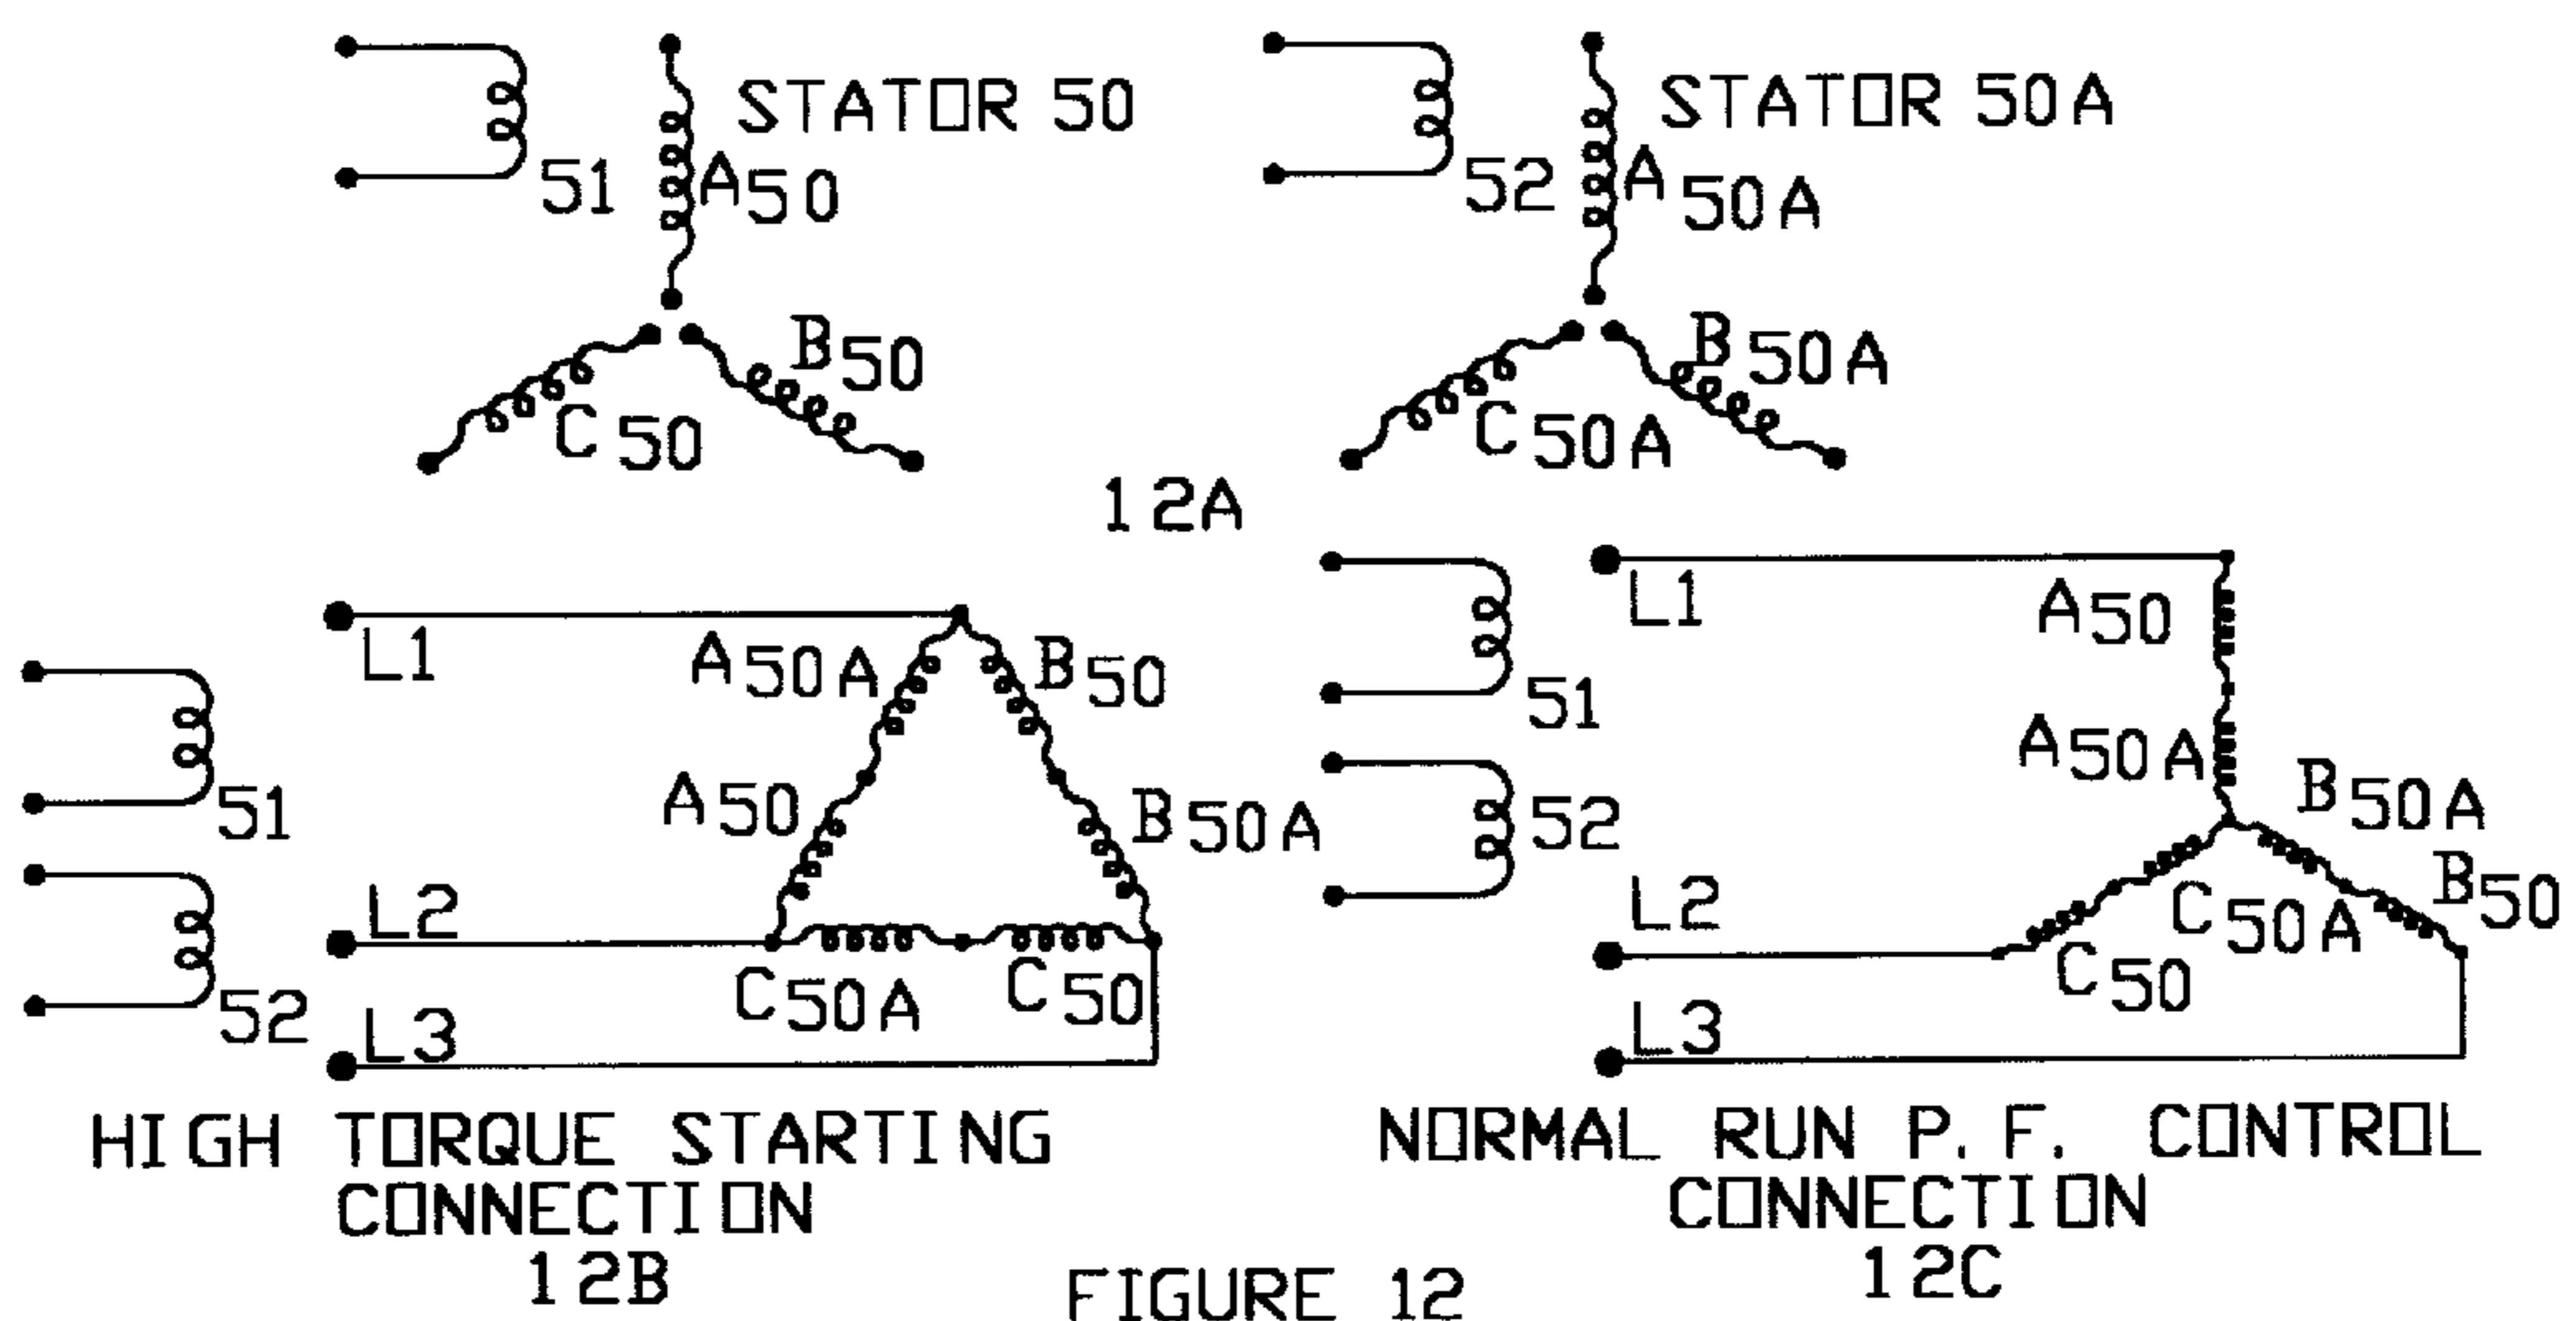 STATOR 50
51
A50
B50
C50
STATOR 50A
52
A50A
B50A
C50A
12A
51
52
L1
L2
L3
A50A
B50
A50
B50A
C50A
C50
HIGH TORQUE STARTING
CONNECTION
12B
51
52
L1
L2
L3
A50
A50A
B50A
B50
C50A
C50
NORMAL RUN P.F. CONTROL
CONNECTION
12C
FIGURE 12